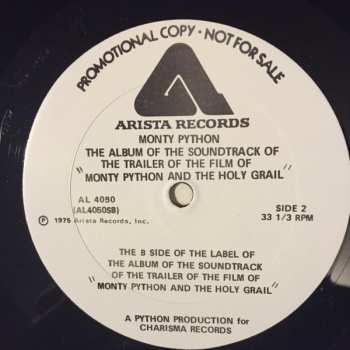 PROMOTIONAL COPY • NOT FOR SALE
ARISTA RECORDS
MONTY PYTHON
THE ALBUM OF THE SOUNDTRACK OF
"THE TRAILER OF THE FILM OF"
"MONTY PYTHON AND THE HOLY GRAIL"
AL 4050
(AL4050SB)
SIDE 2
33 1/3 RPM
Ⓟ 1975 Arista Records, Inc.
THE B SIDE OF THE LABEL OF
THE ALBUM OF THE SOUNDTRACK
"OF THE TRAILER OF THE FILM OF"
"MONTY PYTHON AND THE HOLY GRAIL"
A PYTHON PRODUCTION for
CHARISMA RECORDS